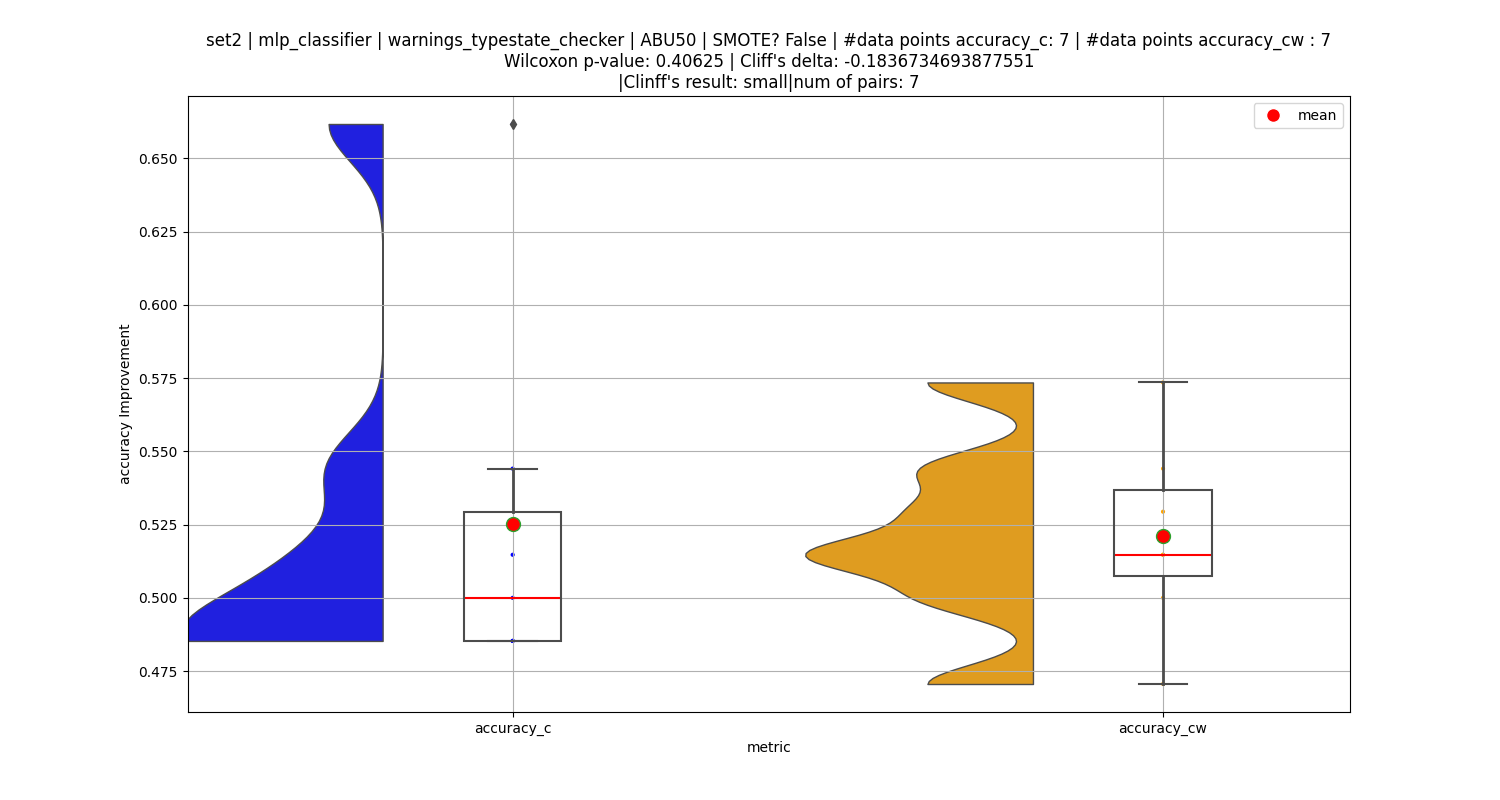 set2 | mlp_classifier | warnings_typestate_checker | ABU50 | SMOTE? False | #data points accuracy_c: 7 | #data points accuracy_cw : 7
Wilcoxon p-value: 0.40625 | Cliff's delta: -0.1836734693877551
|Clinff's result: small|num of pairs: 7
mean
0.650
0.625
0.600
0.575
0.550
0.525
0.500
0.475
accuracy Improvement
accuracy_c
accuracy_cw
metric